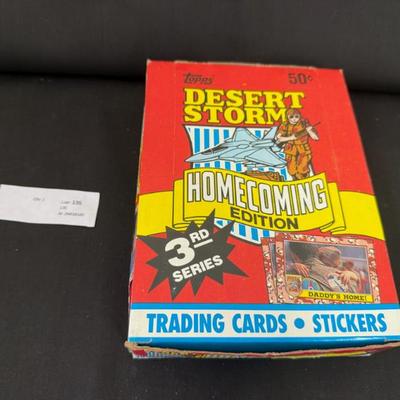 Topps
50¢
DESERT
STORM
HOMECOMING
EDITION
3RD
SERIES
DADDY'S HOME!
TRADING CARDS • STICKERS